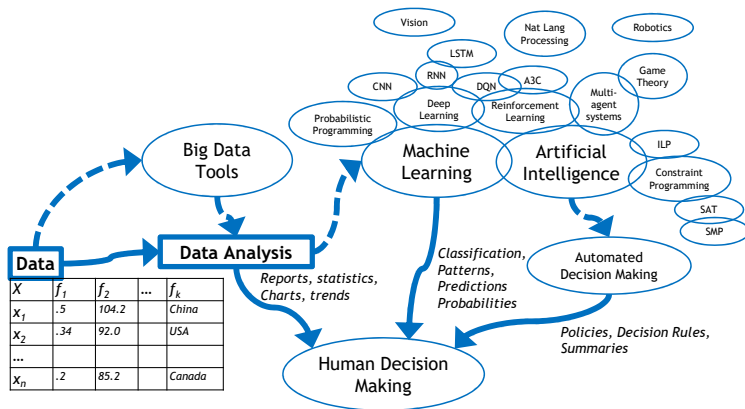 Vision
Nat Lang
Processing
Robotics
LSTM
RNN
CNN
DQN
A3C
Game
Theory
Deep
Learning
Reinforcement
Learning
Multi-
agent
systems
Probabilistic
Programming
Big Data
Tools
Machine
Learning
Artificial
Intelligence
ILP
Constraint
Programming
SAT
SMP
Data
Data Analysis
Automated
Decision Making
Reports, statistics,
Charts, trends
Classification,
Patterns,
Predictions
Probabilities
Policies, Decision Rules,
Summaries
Human Decision
Making
X f1 f2 … fk
x1 .5 104.2 China
x2 .34 92.0 USA
…
xn .2 85.2 Canada